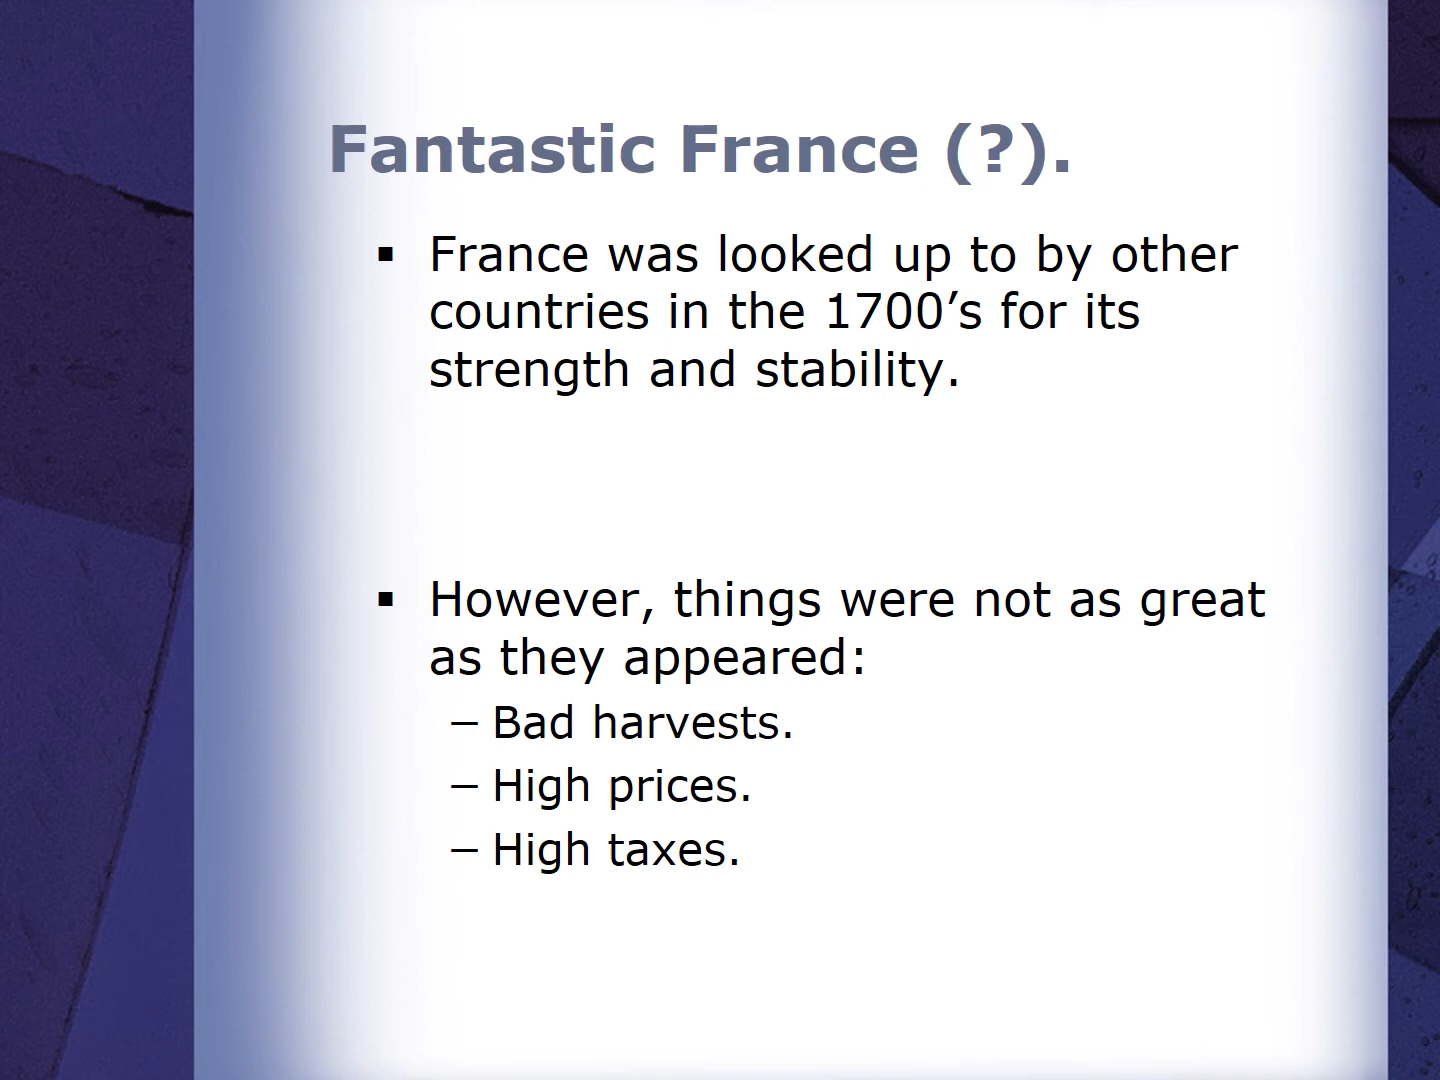 Fantastic France (?).
▪ France was looked up to by other
countries in the 1700’s for its
strength and stability.
▪ However, things were not as great
as they appeared:
– Bad harvests.
– High prices.
– High taxes.